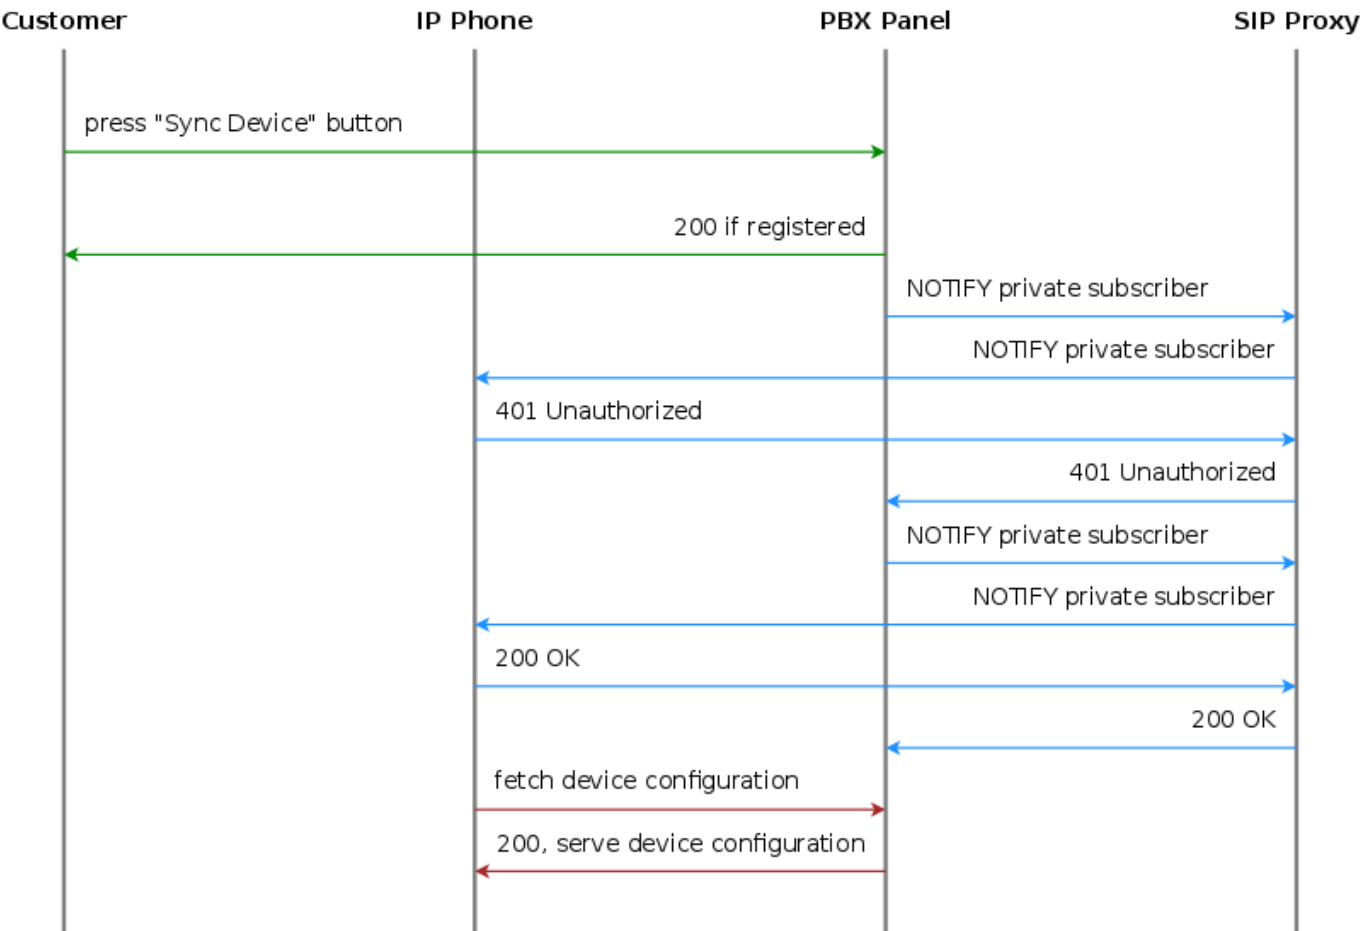 Customer IP Phone PBX Panel SIP Proxy
press "Sync Device" button
200 if registered
NOTIFY private subscriber
NOTIFY private subscriber
401 Unauthorized
401 Unauthorized
NOTIFY private subscriber
NOTIFY private subscriber
200 OK
200 OK
fetch device configuration
200, serve device configuration